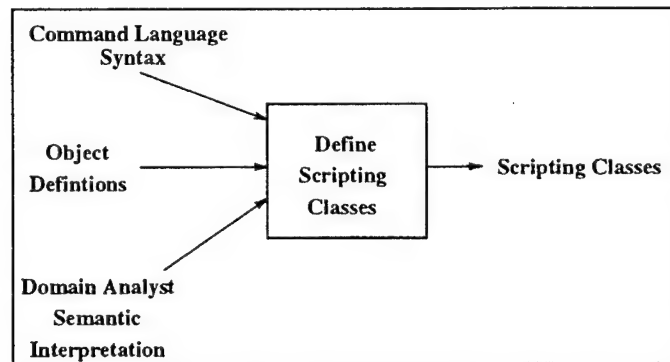 Command Language
Syntax
Object
Defintions
Define
Scripting
Classes
Scripting Classes
Domain Analyst
Semantic
Interpretation